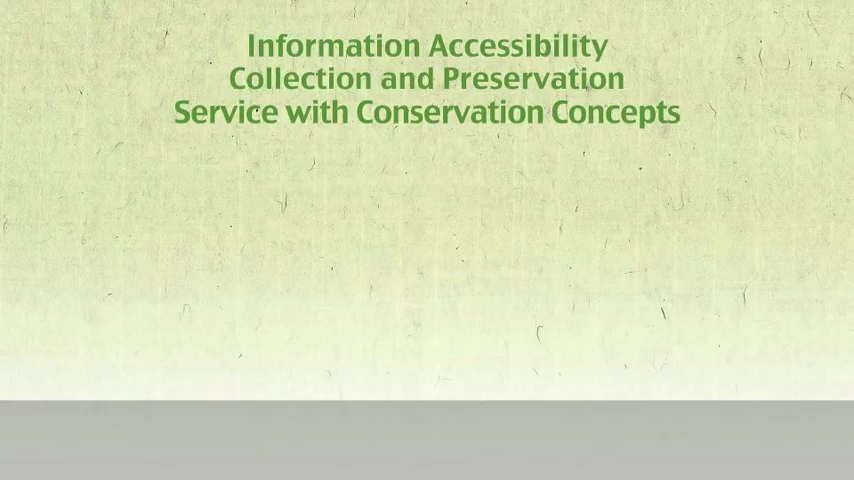 Information Accessibility
Collection and Preservation
Service with Conservation Concepts